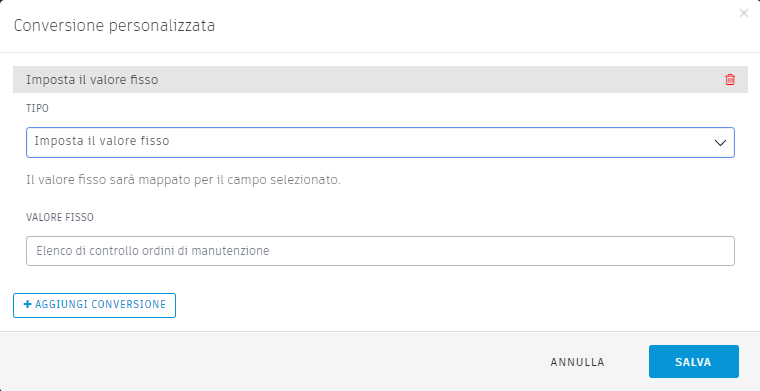 Conversione personalizzata
×
Imposta il valore fisso
TIPO
Imposta il valore fisso
Il valore fisso sarà mappato per il campo selezionato.
VALORE FISSO
Elenco di controllo ordini di manutenzione
+ AGGIUNGI CONVERSIONE
ANNULLA
SALVA